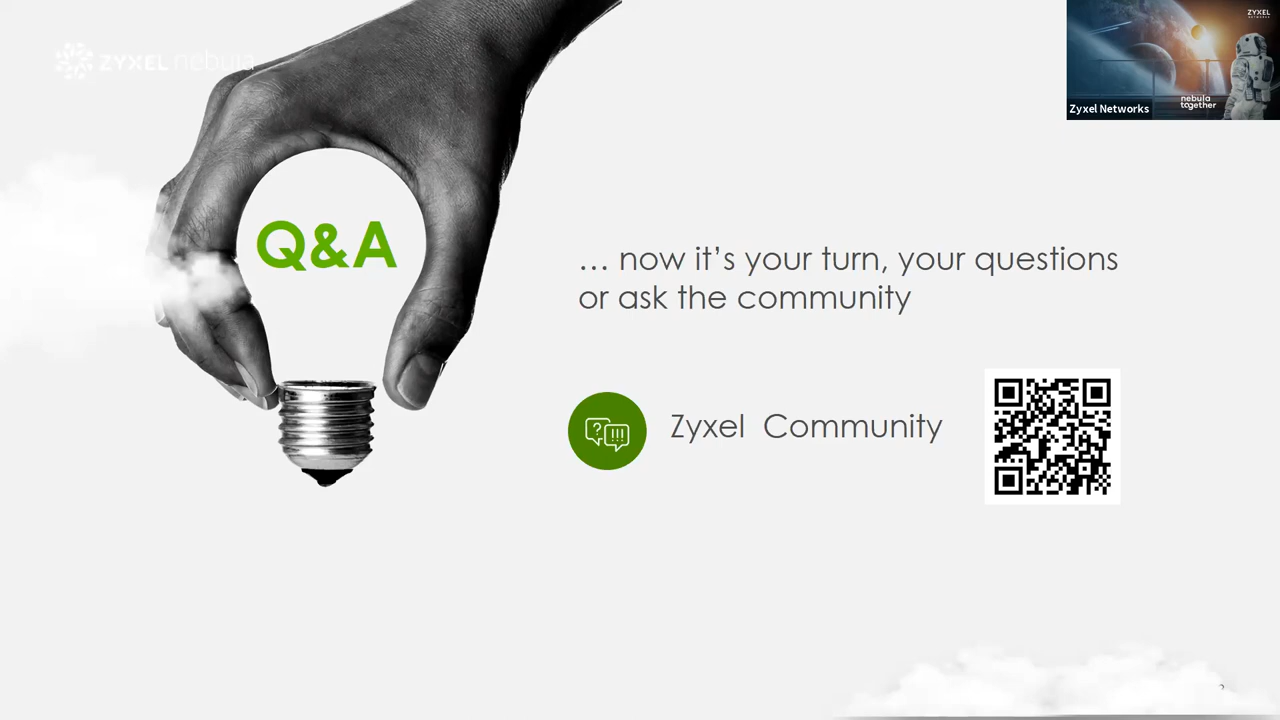 ZYXEL nebula
ZYXEL
NETWORKS
nebula
together
Zyxel Networks
Q&A
... now it's your turn, your questions
or ask the community
Zyxel Community